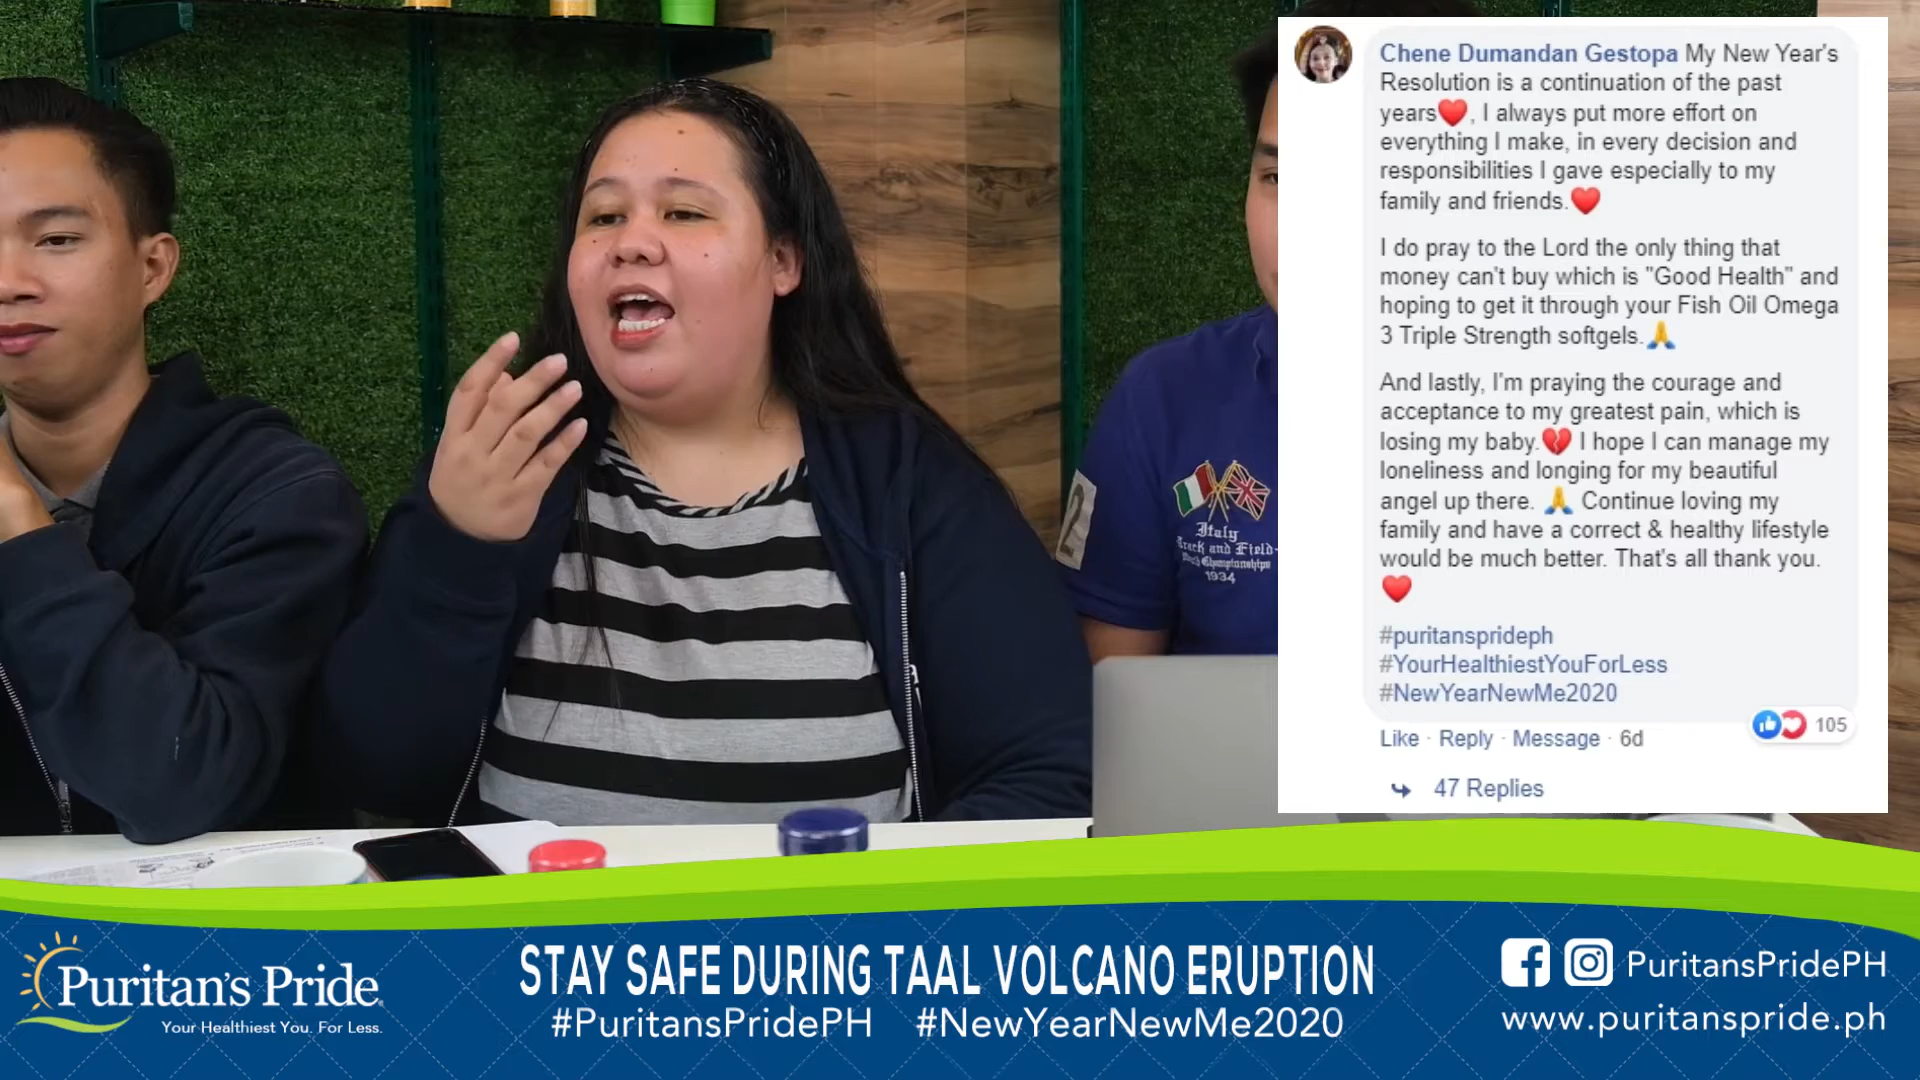 Chene Dumandan Gestopa My New Year's
Resolution is a continuation of the past
years❤️, I always put more effort on
everything I make, in every decision and
responsibilities I gave especially to my
family and friends.❤️
I do pray to the Lord the only thing that
money can't buy which is "Good Health" and
hoping to get it through your Fish Oil Omega
3 Triple Strength softgels.🙏
And lastly, I'm praying the courage and
acceptance to my greatest pain, which is
losing my baby.💔 I hope I can manage my
loneliness and longing for my beautiful
angel up there. 🙏 Continue loving my
family and have a correct & healthy lifestyle
would be much better. That's all thank you.
❤️
#puritansprideph
#YourHealthiestYouForLess
#NewYearNewMe2020
105
Like · Reply · Message · 6d
47 Replies
2
Italy
Track and Field
Championships
1934
Puritan's Pride
Your Healthiest You. For Less.
STAY SAFE DURING TAAL VOLCANO ERUPTION
#PuritansPridePH #NewYearNewMe2020
PuritansPridePH
www.puritanspride.ph